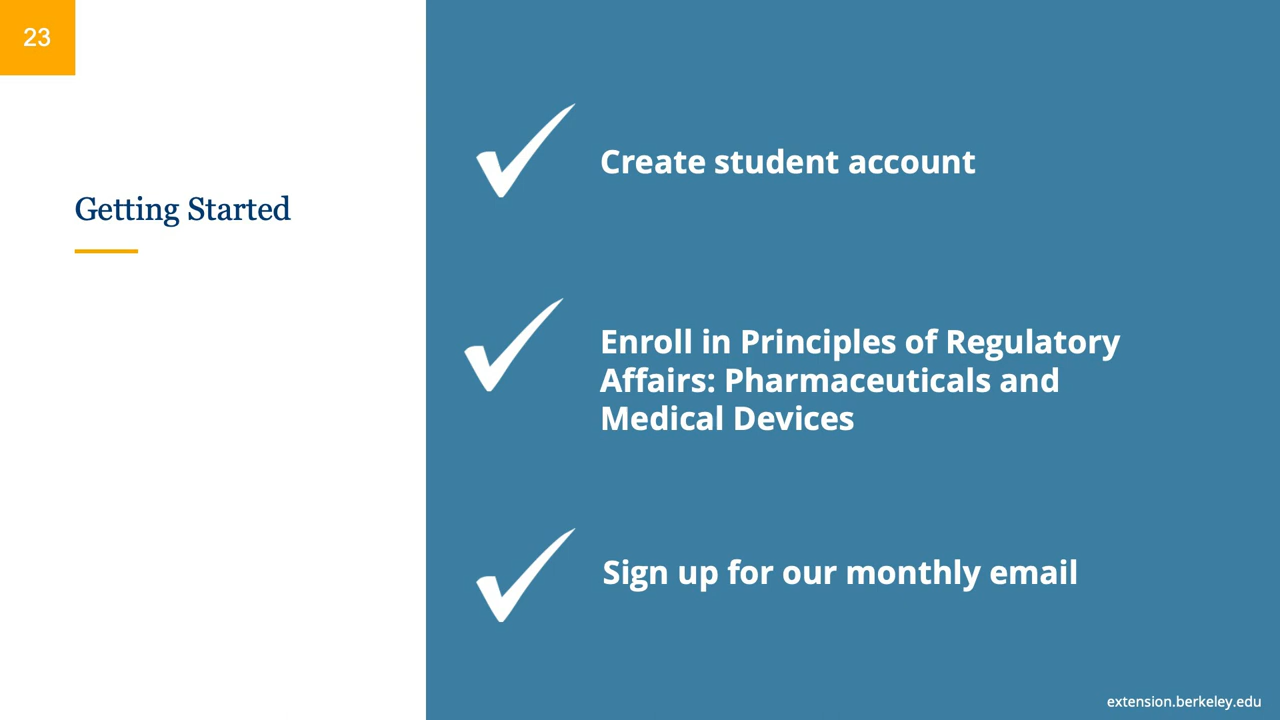 23
Getting Started
Create student account
Enroll in Principles of Regulatory
Affairs: Pharmaceuticals and
Medical Devices
Sign up for our monthly email
extension.berkeley.edu